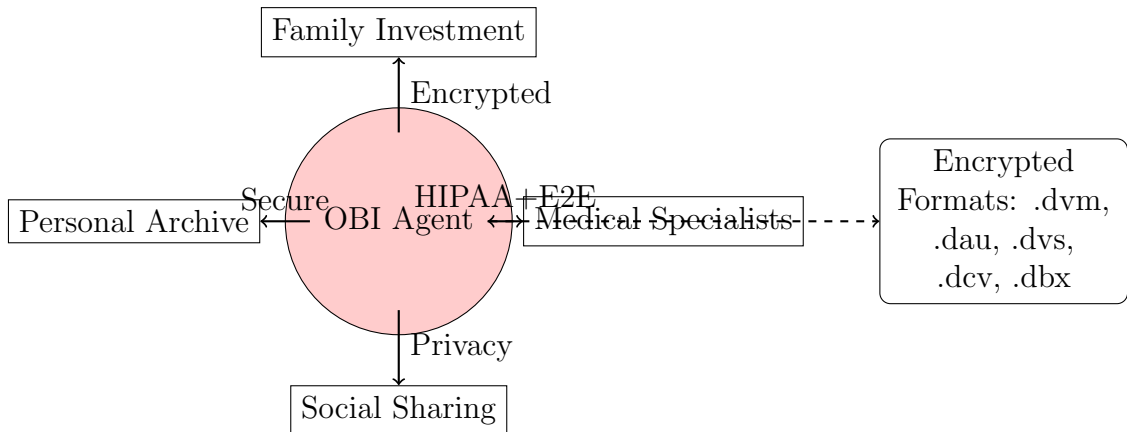 Family Investment
Encrypted
Secure
HIPAA+E2E
Personal Archive
OBI Agent
Medical Specialists
Encrypted
Formats: .dvm,
.dau, .dvs,
.dcv, .dbx
Privacy
Social Sharing